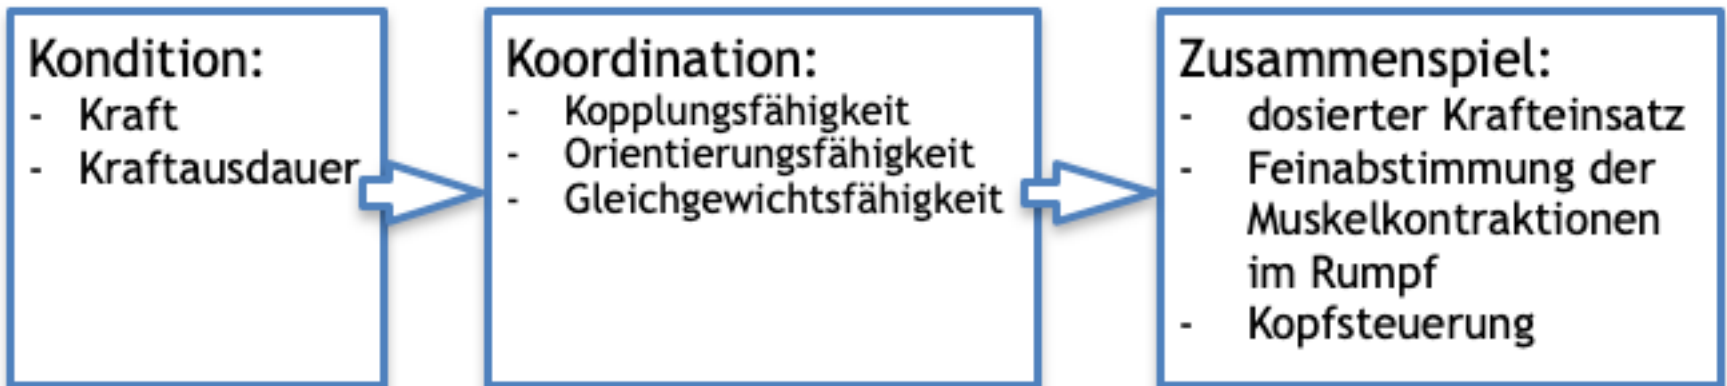 Kondition:
- Kraft
- Kraftausdauer
Koordination:
- Kopplungsfähigkeit
- Orientierungsfähigkeit
- Gleichgewichtsfähigkeit
Zusammenspiel:
- dosierter Krafteinsatz
- Feinabstimmung der
Muskelkontraktionen
im Rumpf
- Kopfsteuerung